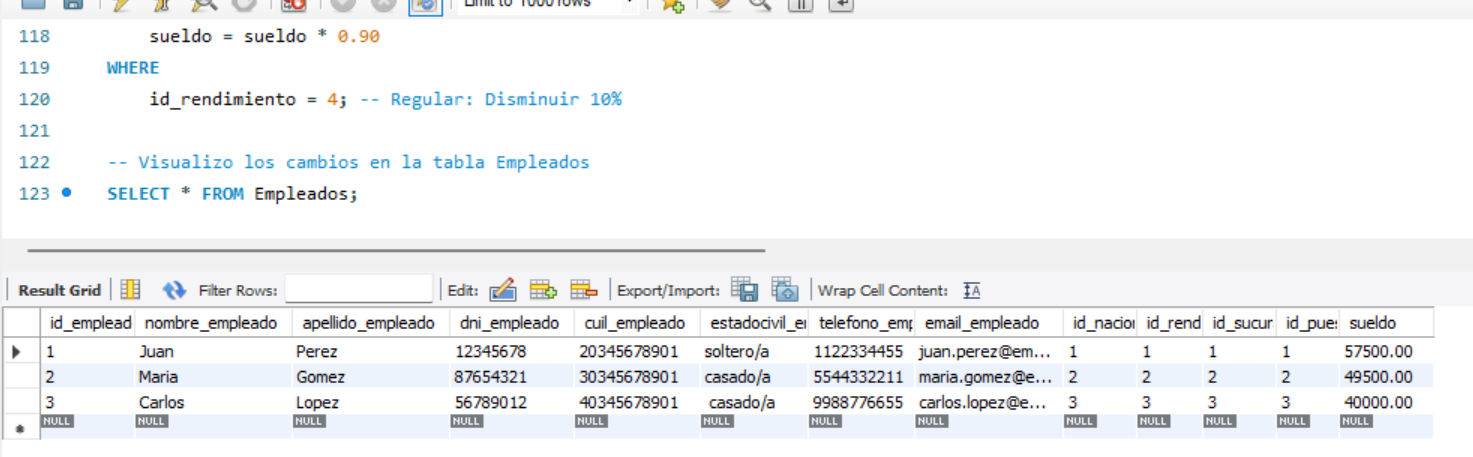 Limit to 1000 rows
118 sueldo = sueldo * 0.90
119 WHERE
120 id_rendimiento = 4; -- Regular: Disminuir 10%
121
122 -- Visualizo los cambios en la tabla Empleados
123 SELECT * FROM Empleados;
Result Grid Filter Rows: Edit: Export/Import: Wrap Cell Content:
id_emplead nombre_empleado apellido_empleado dni_empleado cuil_empleado estadocivil_e telefono_emp email_empleado id_nacio id_rend id_sucur id_pue sueldo
1 Juan Perez 12345678 20345678901 soltero/a 1122334455 juan.perez@em... 1 1 1 1 57500.00
2 Maria Gomez 87654321 30345678901 casado/a 5544332211 maria.gomez@e... 2 2 2 2 49500.00
3 Carlos Lopez 56789012 40345678901 casado/a 9988776655 carlos.lopez@e... 3 3 3 3 40000.00
NULL NULL NULL NULL NULL NULL NULL NULL NULL NULL NULL NULL NULL